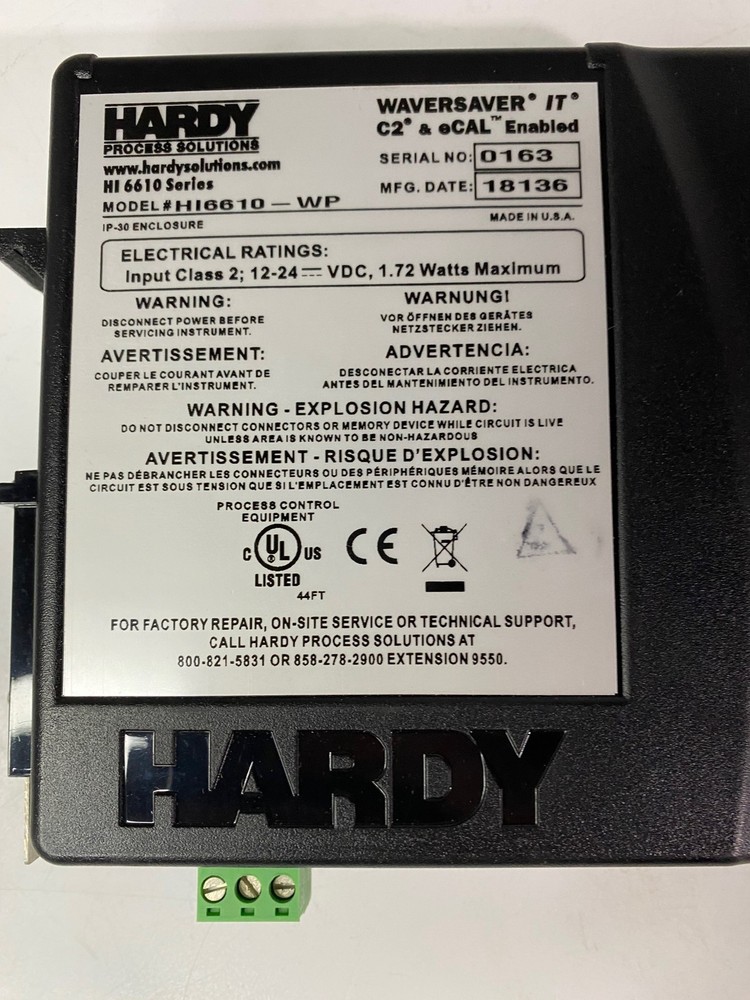 HARDY
PROCESS SOLUTIONS
www.hardysolutions.com
HI 6610 Series
MODEL # HI6610 - WP
IP-30 ENCLOSURE
WAVERSAVER® IT®
C2® & eCAL™ Enabled
SERIAL NO: 0163
MFG. DATE: 18136
MADE IN U.S.A.
ELECTRICAL RATINGS:
Input Class 2; 12-24 ⎓ VDC, 1.72 Watts Maximum
WARNING:
DISCONNECT POWER BEFORE
SERVICING INSTRUMENT.
WARNUNG!
VOR ÖFFNEN DES GERÄTES
NETZSTECKER ZIEHEN.
AVERTISSEMENT:
COUPER LE COURANT AVANT DE
REMPARER L'INSTRUMENT.
ADVERTENCIA:
DESCONECTAR LA CORRIENTE ELECTRICA
ANTES DEL MANTENIMIENTO DEL INSTRUMENTO.
WARNING - EXPLOSION HAZARD:
DO NOT DISCONNECT CONNECTORS OR MEMORY DEVICE WHILE CIRCUIT IS LIVE
UNLESS AREA IS KNOWN TO BE NON-HAZARDOUS
AVERTISSEMENT - RISQUE D'EXPLOSION:
NE PAS DÉBRANCHER LES CONNECTEURS OU DES PÉRIPHÉRIQUES MÉMOIRE ALORS QUE LE
CIRCUIT EST SOUS TENSION QUE SI L'EMPLACEMENT EST CONNU D'ÊTRE NON DANGEREUX
PROCESS CONTROL
EQUIPMENT
C UL® US
LISTED
44FT
CE
FOR FACTORY REPAIR, ON-SITE SERVICE OR TECHNICAL SUPPORT,
CALL HARDY PROCESS SOLUTIONS AT
800-821-5831 OR 858-278-2900 EXTENSION 9550.
HARDY